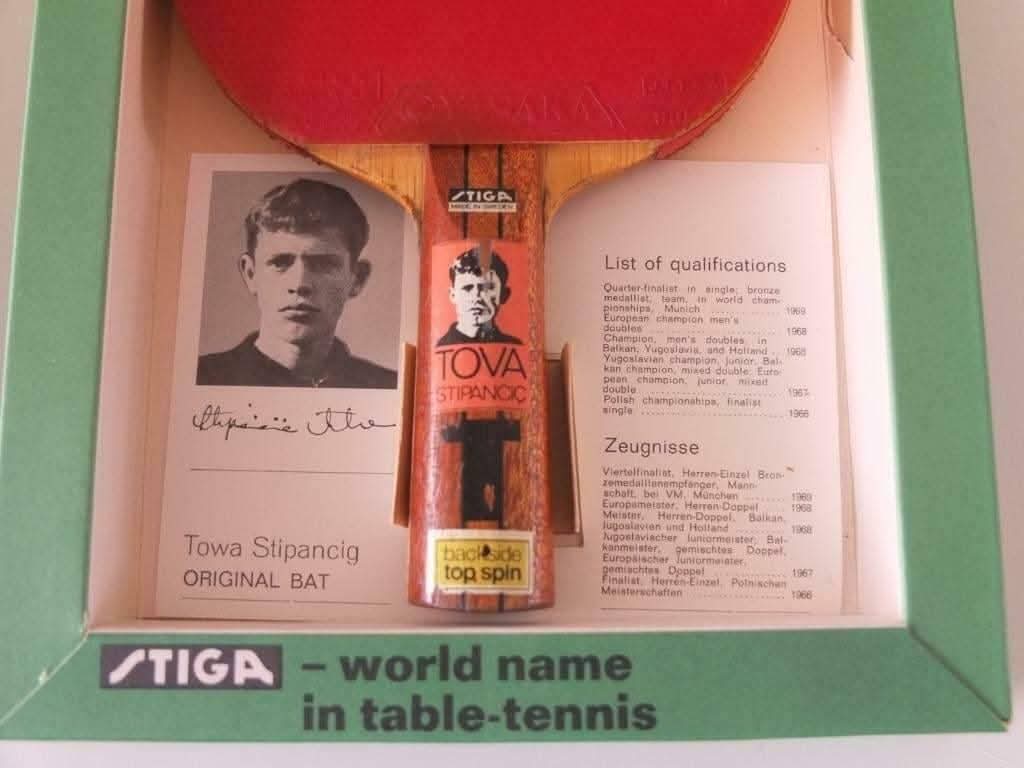 STIGA
MADE IN SWEDEN
TOVA
STIPANCIC
back side
top spin
Towa Stipancig
ORIGINAL BAT
List of qualifications
Quarter-finalist in single; bronze
medallist, team, in world cham-
pionships, Munich .......... 1969
European champion men's
doubles .......... 1968
Champion, men's doubles, in
Balkan, Yugoslavia, and Holland . 1968
Yugoslavian champion, junior, Bal-
kan champion, mixed double; Euro-
pean champion, junior, mixed
double .......... 1967
Polish championships, finalist
single .......... 1966
Zeugnisse
Viertelfinalist, Herren-Einzel Bron-
zemedaillenempfänger, Mann-
schaft, bei VM, München ........ 1969
Europameister, Herren-Doppel .... 1968
Meister, Herren-Doppel, Balkan,
Jugoslavien und Holland .......... 1968
Jugoslavischer Juniormeister; Bal-
kanmeister, gemischtes Doppel,
Europäischer Juniormeister,
gemischtes Doppel .......... 1967
Finalist, Herren-Einzel, Polnischen
Meisterschaften .......... 1966
STIGA – world name
in table-tennis